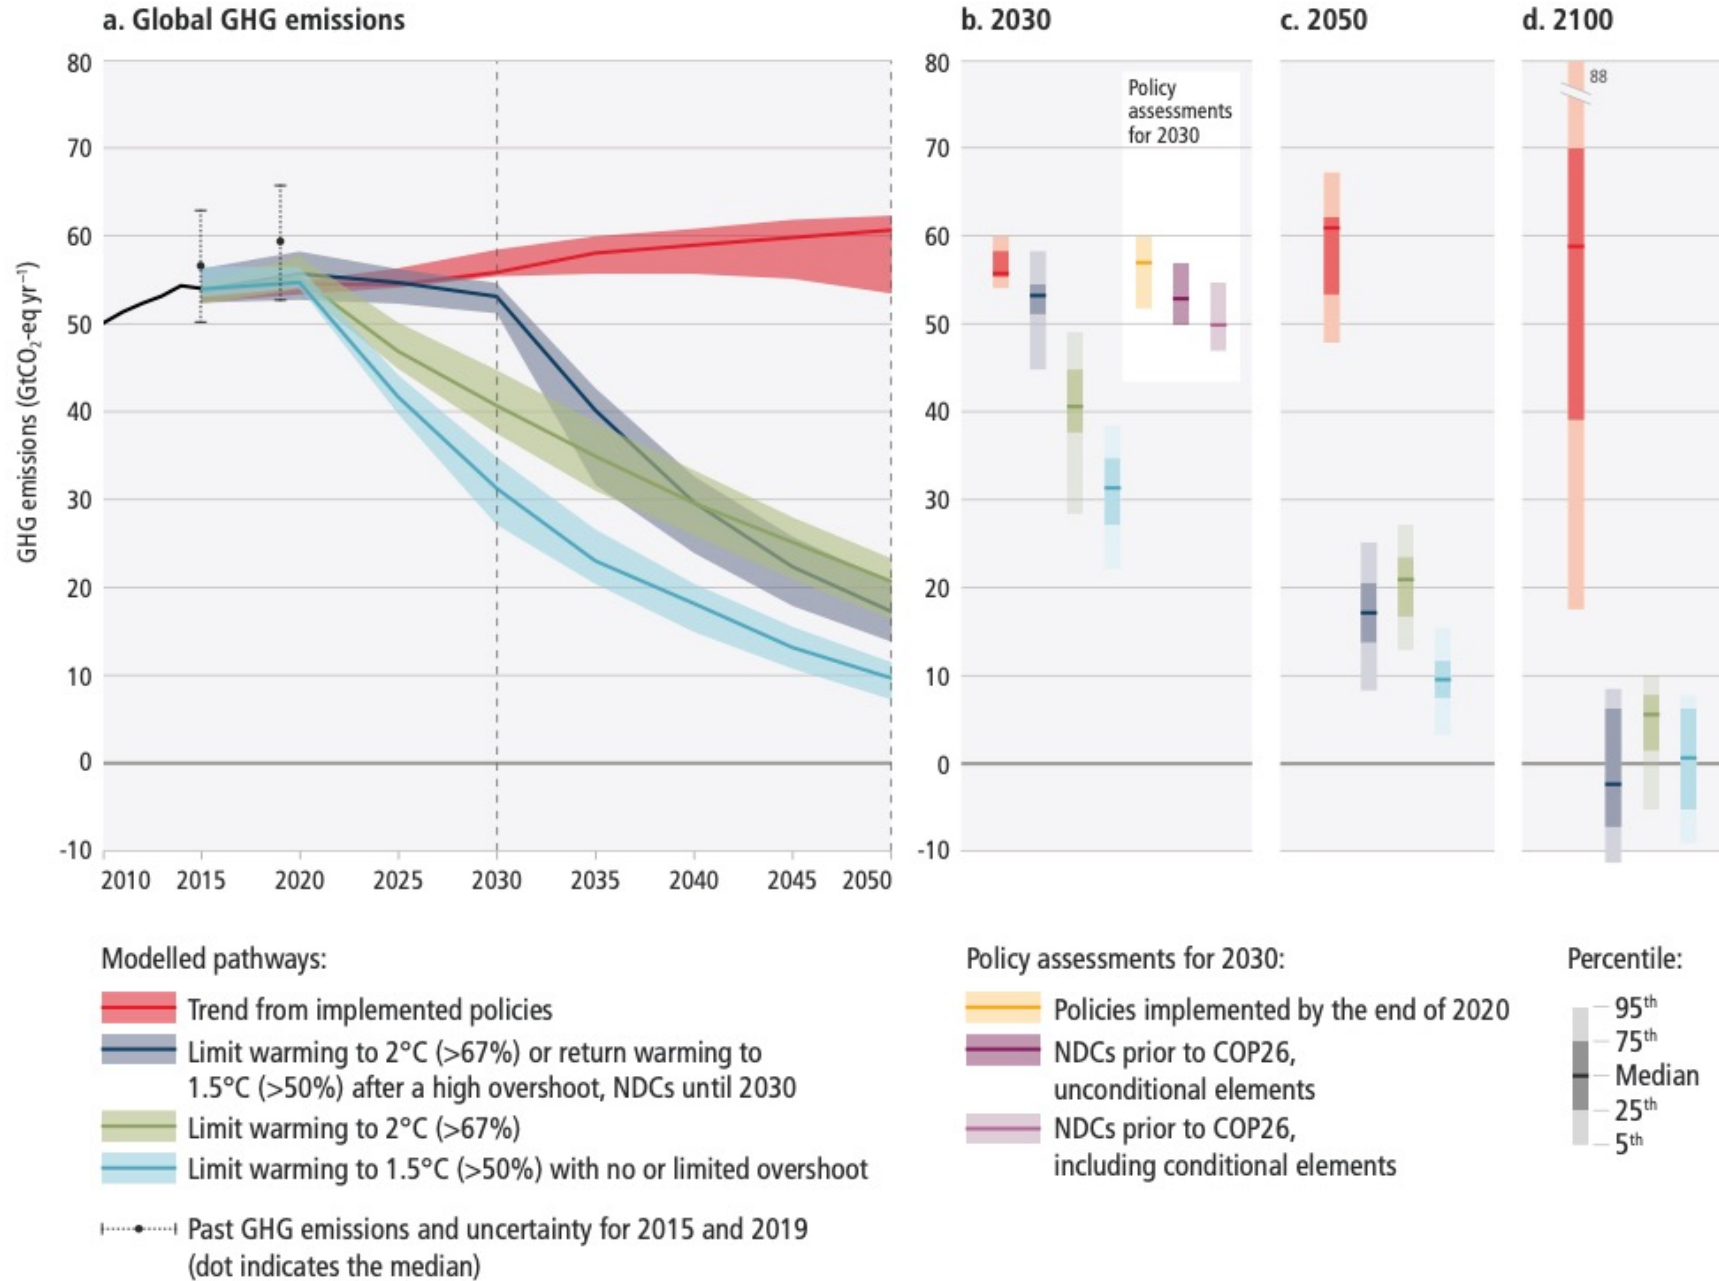 a. Global GHG emissions
GHG emissions (GtCO₂-eq yr⁻¹)
80
70
60
50
40
30
20
10
0
-10
2010 2015 2020 2025 2030 2035 2040 2045 2050
b. 2030
80
70
60
50
40
30
20
10
0
-10
Policy
assessments
for 2030
c. 2050
d. 2100
88
Modelled pathways:
Trend from implemented policies
Limit warming to 2°C (>67%) or return warming to
1.5°C (>50%) after a high overshoot, NDCs until 2030
Limit warming to 2°C (>67%)
Limit warming to 1.5°C (>50%) with no or limited overshoot
Past GHG emissions and uncertainty for 2015 and 2019
(dot indicates the median)
Policy assessments for 2030:
Policies implemented by the end of 2020
NDCs prior to COP26,
unconditional elements
NDCs prior to COP26,
including conditional elements
Percentile:
95th
75th
Median
25th
5th